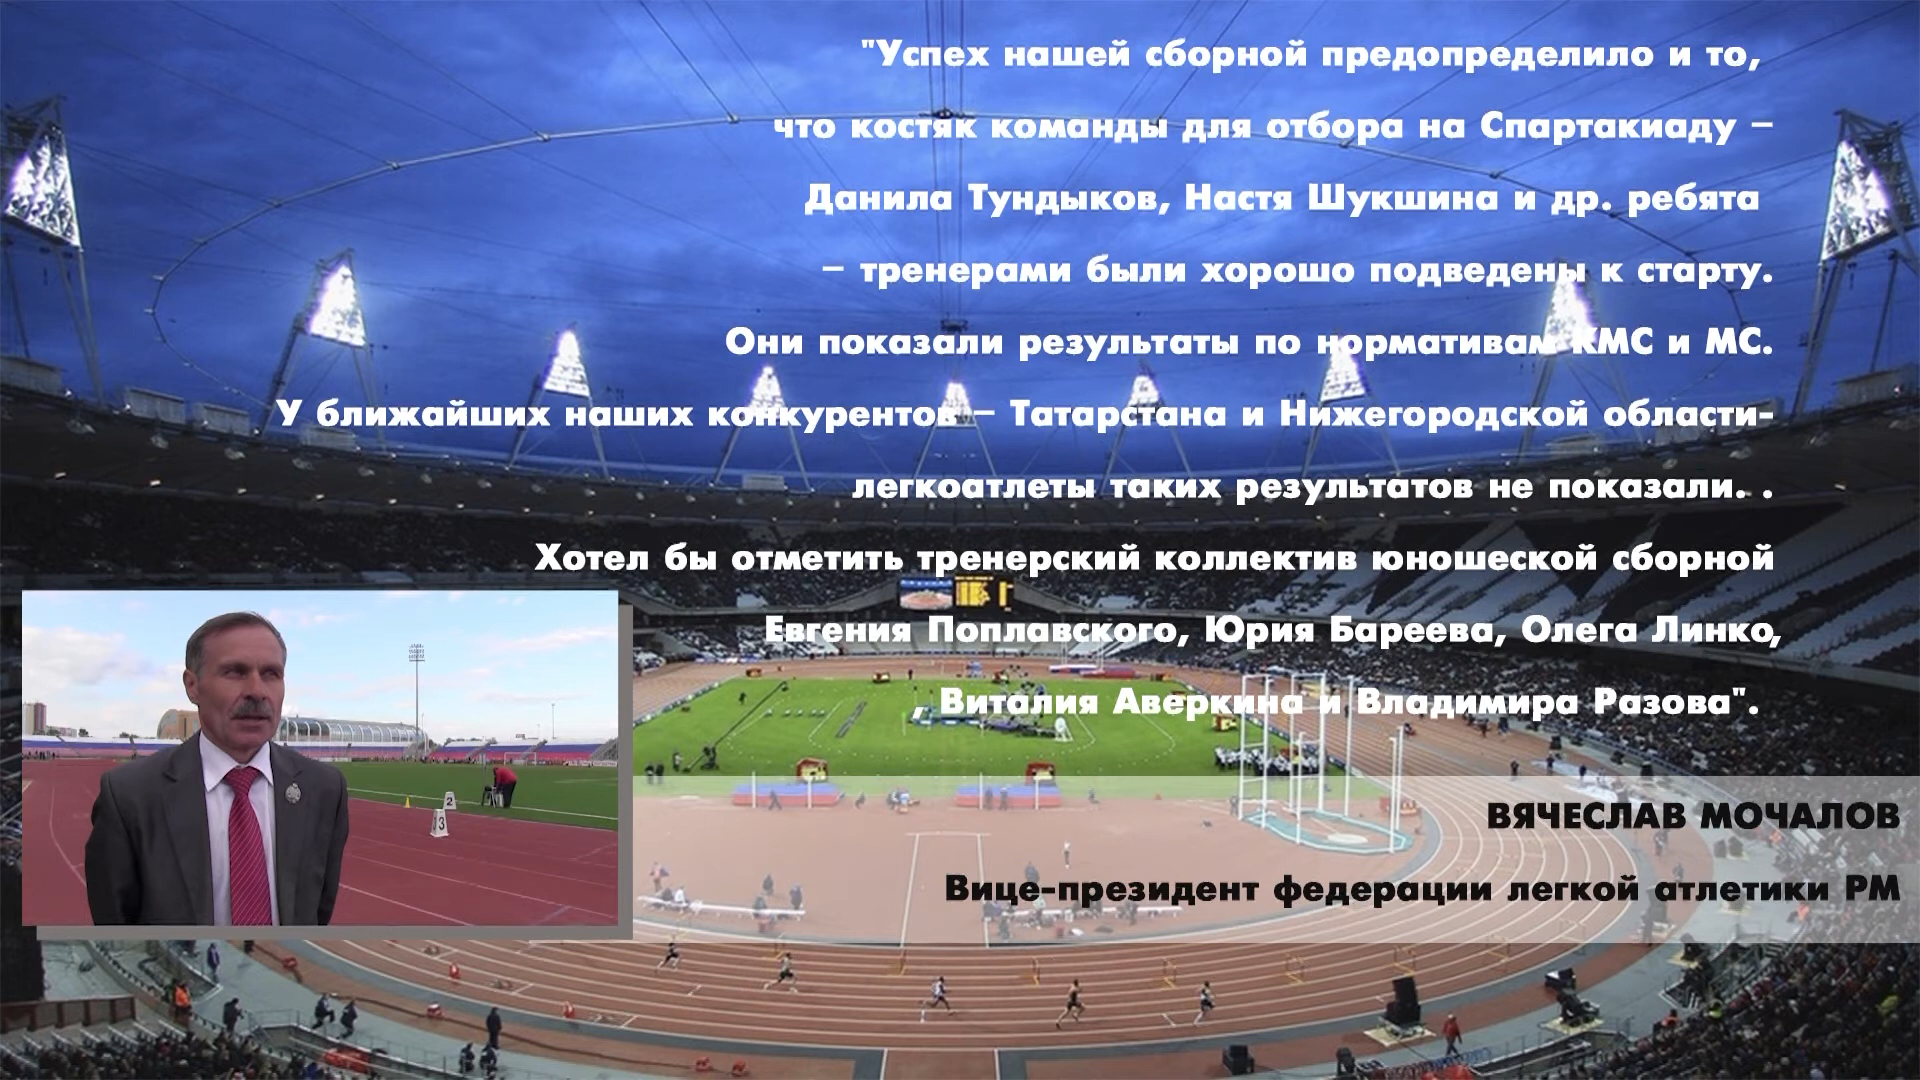 "Успех нашей сборной предопределило и то,
что костяк команды для отбора на Спартакиаду –
Данила Тундыков, Настя Шукшина и др. ребята
– тренерами были хорошо подведены к старту.
Они показали результаты по нормативам КМС и МС.
У ближайших наших конкурентов – Татарстана и Нижегородской области-
легкоатлеты таких результатов не показали. .
Хотел бы отметить тренерский коллектив юношеской сборной
Евгения Поплавского, Юрия Бареева, Олега Линко,
, Виталия Аверкина и Владимира Разова".
2
3
ВЯЧЕСЛАВ МОЧАЛОВ
Вице-президент федерации легкой атлетики РМ